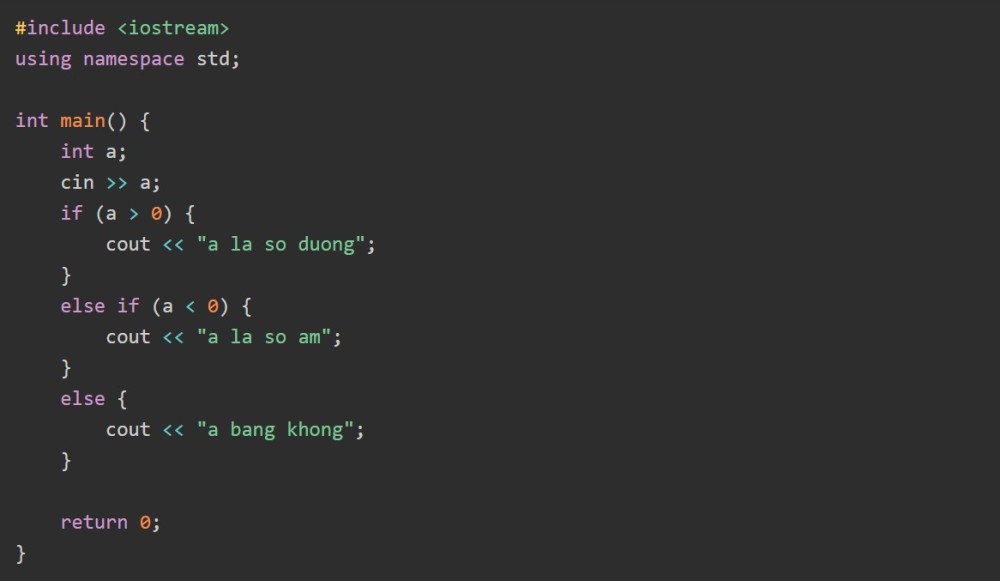 #include <iostream>
using namespace std;
int main() {
int a;
cin >> a;
if (a > 0) {
cout << "a la so duong";
}
else if (a < 0) {
cout << "a la so am";
}
else {
cout << "a bang khong";
}
return 0;
}